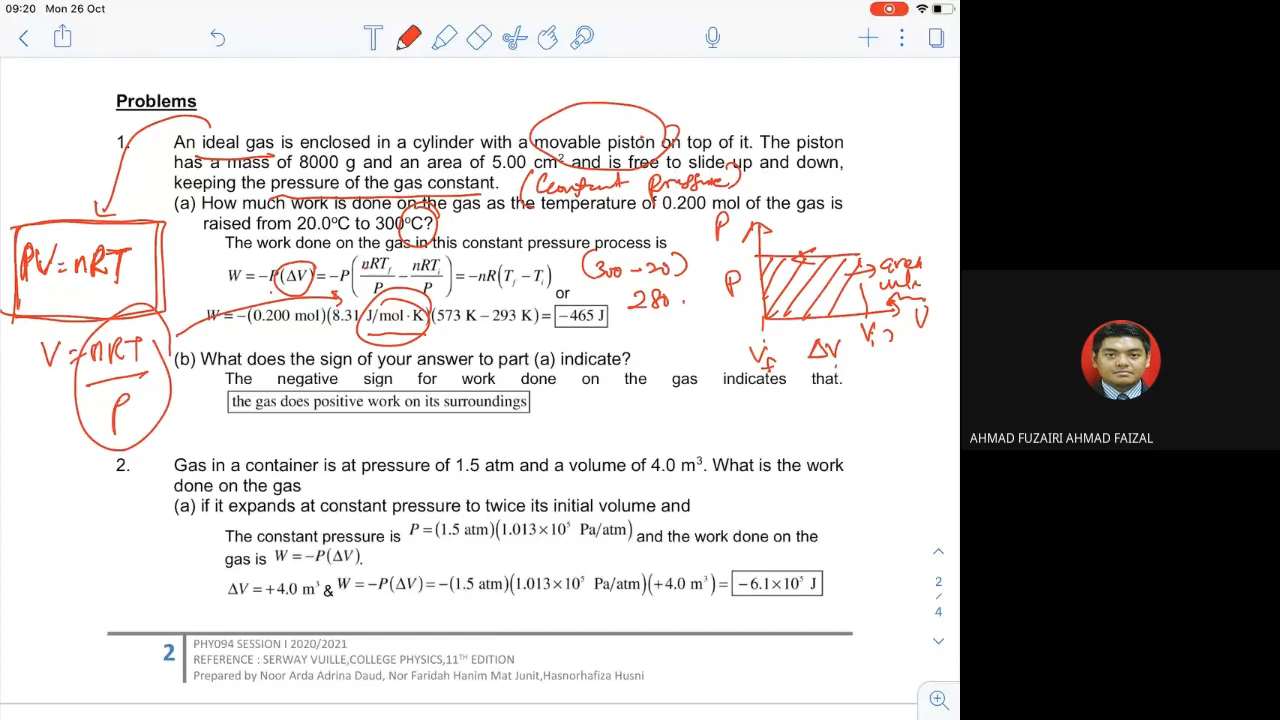 09:20 Mon 26 Oct
Problems
1. An ideal gas is enclosed in a cylinder with a movable piston on top of it. The piston
has a mass of 8000 g and an area of 5.00 cm² and is free to slide up and down,
keeping the pressure of the gas constant.
(constant pressure)
(a) How much work is done on the gas as the temperature of 0.200 mol of the gas is
raised from 20.0°C to 300°C?
The work done on the gas in this constant pressure process is
W = −P(ΔV) = −P(nRT_f/P − nRT_i/P) = −nR(T_f − T_i)
or
W = −(0.200 mol)(8.31 J/mol·K)(573 K − 293 K) = −465 J
(300 − 20)
280
PV = nRT
V = nRT
P
P
P
area
V
V_f
ΔV
V_i
(b) What does the sign of your answer to part (a) indicate?
The negative sign for work done on the gas indicates that.
the gas does positive work on its surroundings
2. Gas in a container is at pressure of 1.5 atm and a volume of 4.0 m³. What is the work
done on the gas
(a) if it expands at constant pressure to twice its initial volume and
The constant pressure is P = (1.5 atm)(1.013×10⁵ Pa/atm) and the work done on the
gas is W = −P(ΔV).
ΔV = +4.0 m³ & W = −P(ΔV) = −(1.5 atm)(1.013×10⁵ Pa/atm)(+4.0 m³) = −6.1×10⁵ J
2
PHY094 SESSION I 2020/2021
REFERENCE : SERWAY VUILLE,COLLEGE PHYSICS,11TH EDITION
Prepared by Noor Arda Adrina Daud, Nor Faridah Hanim Mat Junit,Hasnorhafiza Husni
2
/
4
AHMAD FUZAIRI AHMAD FAIZAL